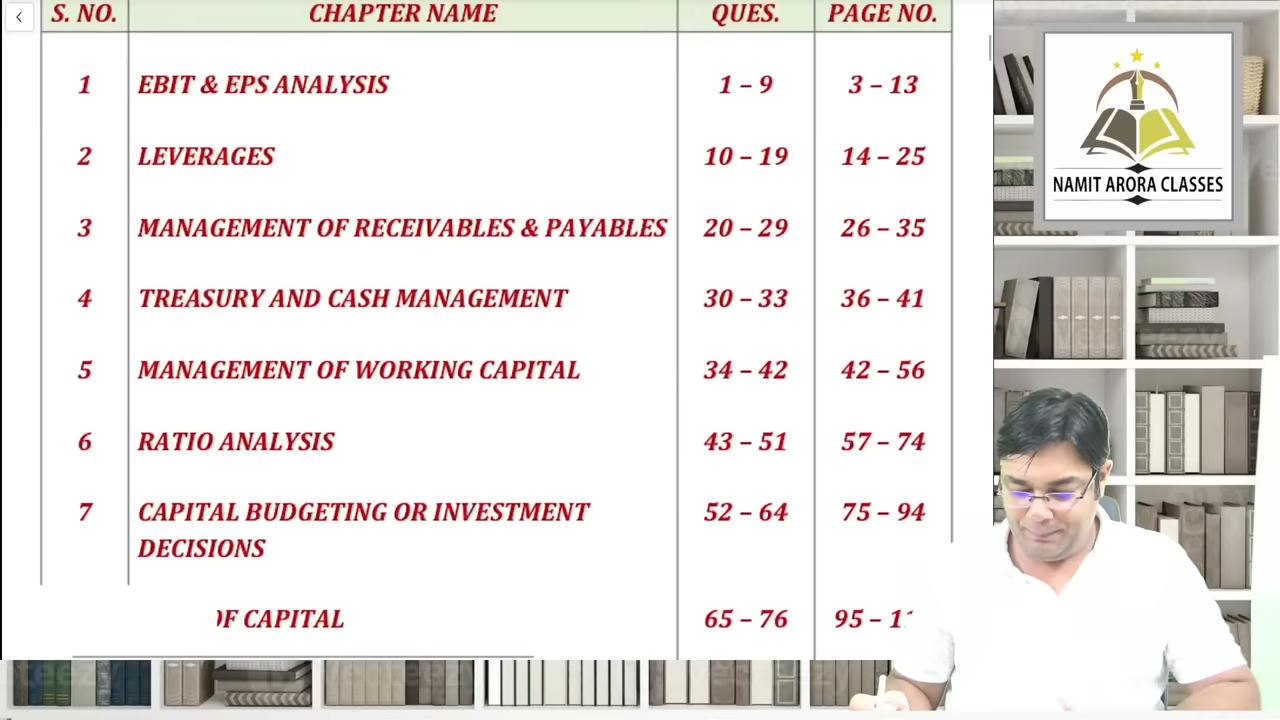 S. NO. CHAPTER NAME QUES. PAGE NO.
1 EBIT & EPS ANALYSIS 1 – 9 3 – 13
2 LEVERAGES 10 – 19 14 – 25
3 MANAGEMENT OF RECEIVABLES & PAYABLES 20 – 29 26 – 35
4 TREASURY AND CASH MANAGEMENT 30 – 33 36 – 41
5 MANAGEMENT OF WORKING CAPITAL 34 – 42 42 – 56
6 RATIO ANALYSIS 43 – 51 57 – 74
7 CAPITAL BUDGETING OR INVESTMENT 52 – 64 75 – 94
DECISIONS
OF CAPITAL 65 – 76 95 –
NAMIT ARORA CLASSES